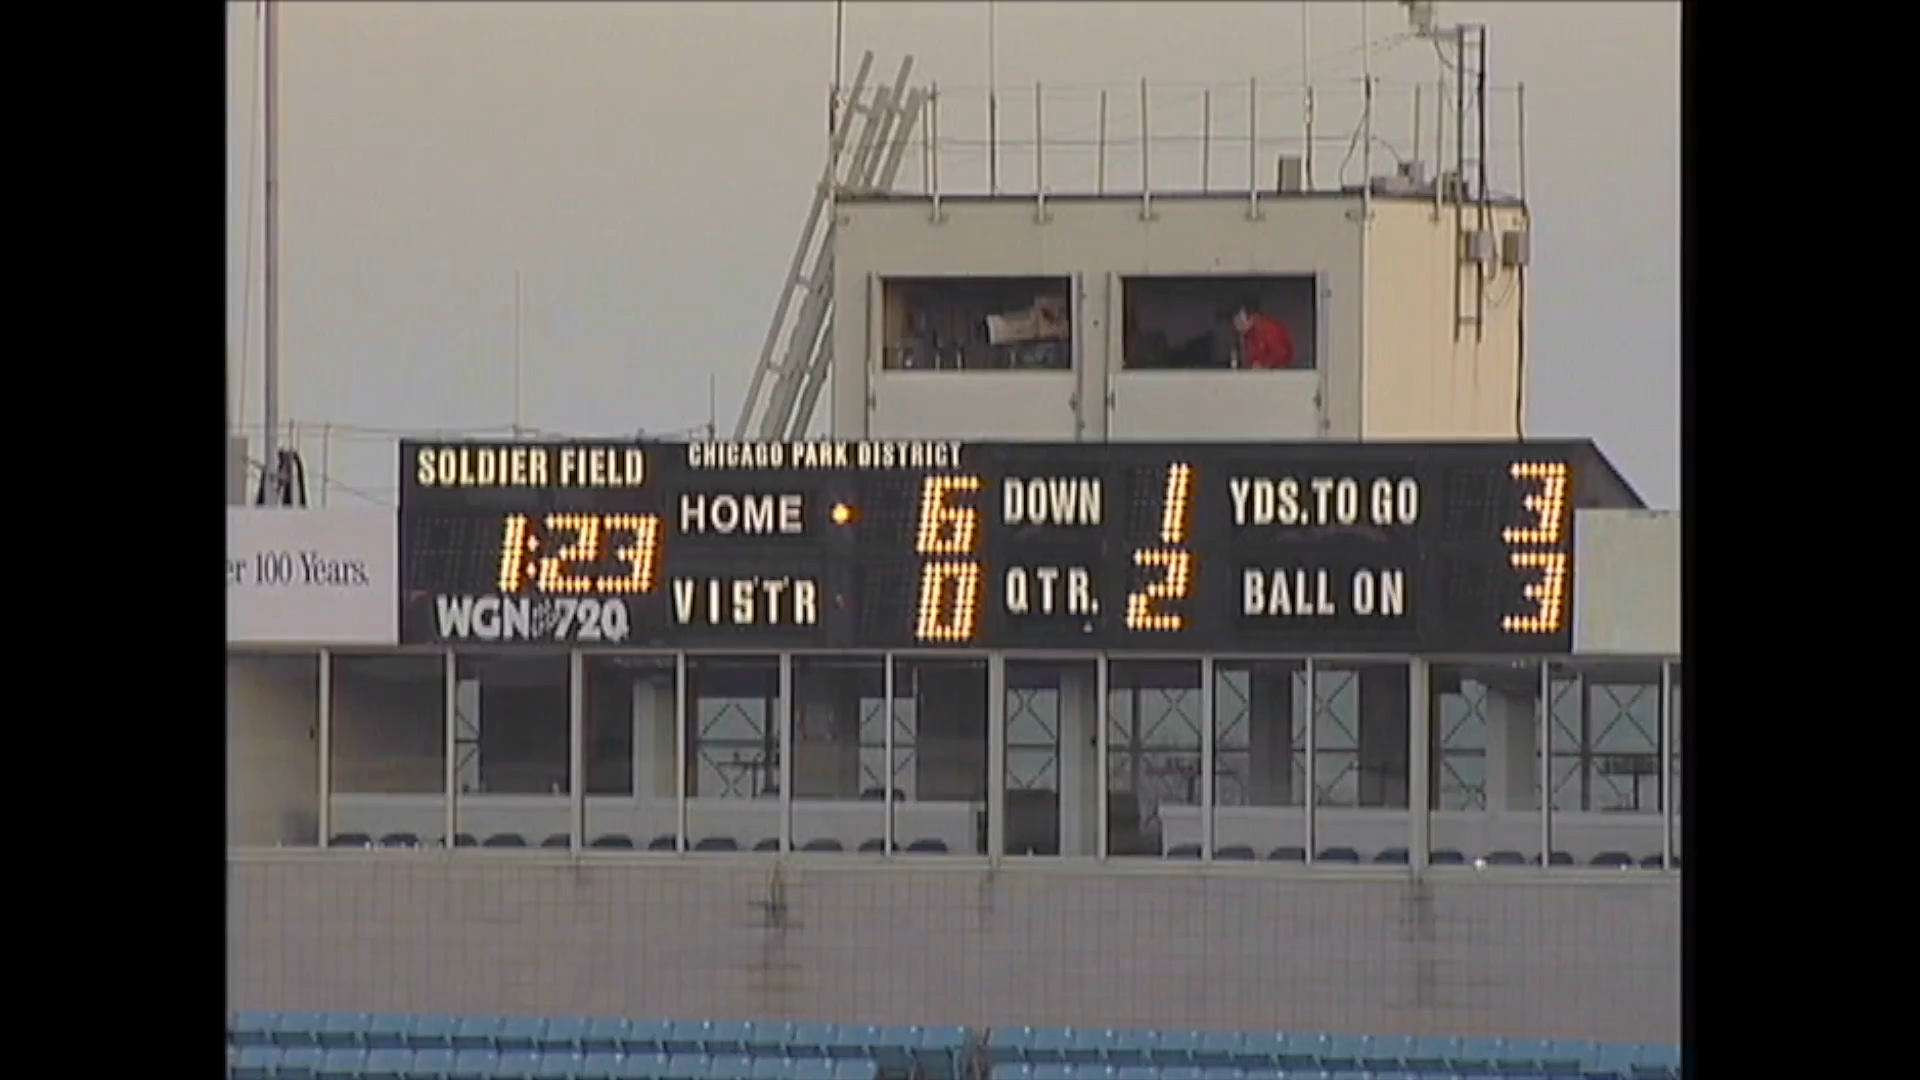 SOLDIER FIELD
1:23
WGN 720
CHICAGO PARK DISTRICT
HOME 6
VISTR 0
DOWN 1
QTR. 2
YDS. TO GO 3
BALL ON 3
er 100 Years.